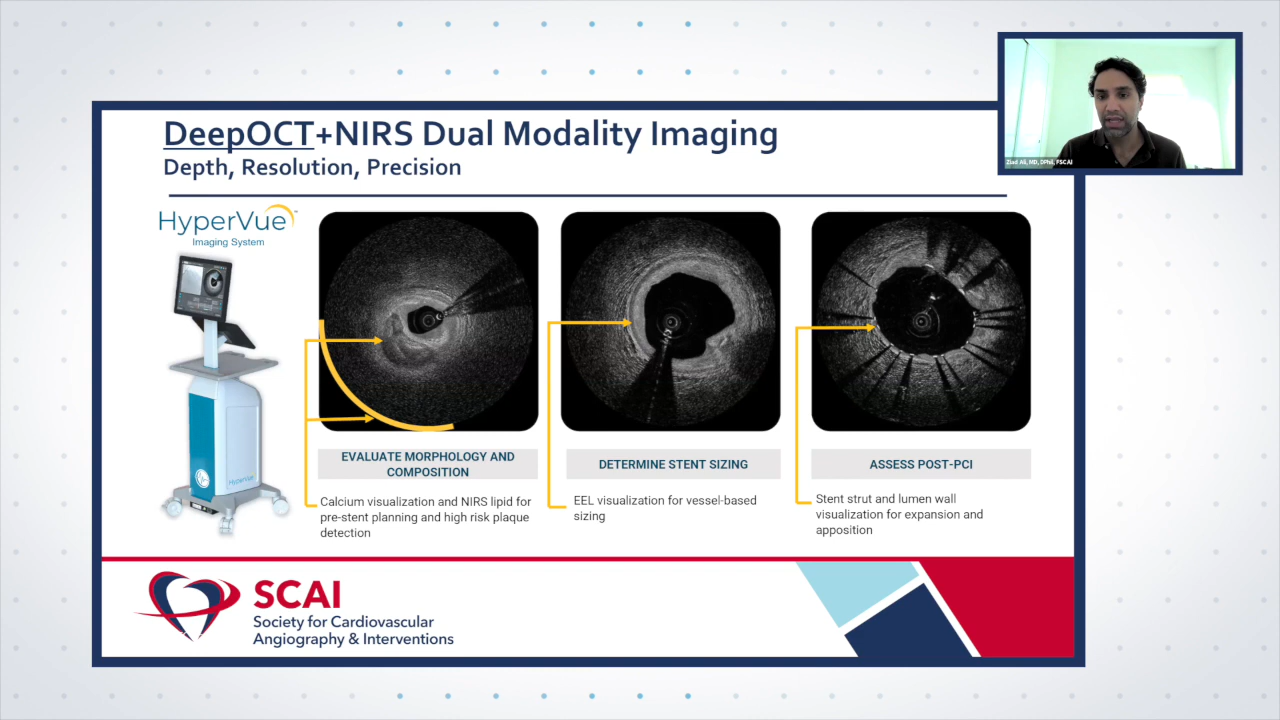 DeepOCT+NIRS Dual Modality Imaging
Depth, Resolution, Precision
Ziad Ali, MD, DPhil, FSCAI
HyperVue™
Imaging System
HyperVue
EVALUATE MORPHOLOGY AND
COMPOSITION
Calcium visualization and NIRS lipid for
pre-stent planning and high risk plaque
detection
DETERMINE STENT SIZING
EEL visualization for vessel-based
sizing
ASSESS POST-PCI
Stent strut and lumen wall
visualization for expansion and
apposition
SCAI
Society for Cardiovascular
Angiography & Interventions